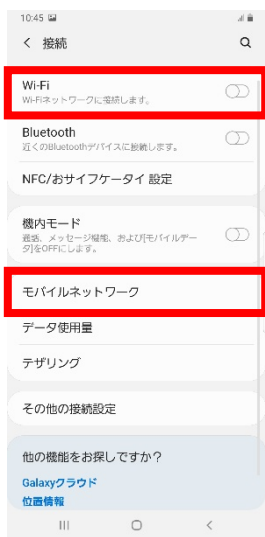 10:45
接続
Wi-Fi
Wi-Fiネットワークに接続します。
Bluetooth
近くのBluetoothデバイスに接続します。
NFC/おサイフケータイ 設定
機内モード
通話、メッセージ機能、および[モバイルデー
タ]をOFFにします。
モバイルネットワーク
データ使用量
テザリング
その他の接続設定
他の機能をお探しですか？
Galaxyクラウド
位置情報